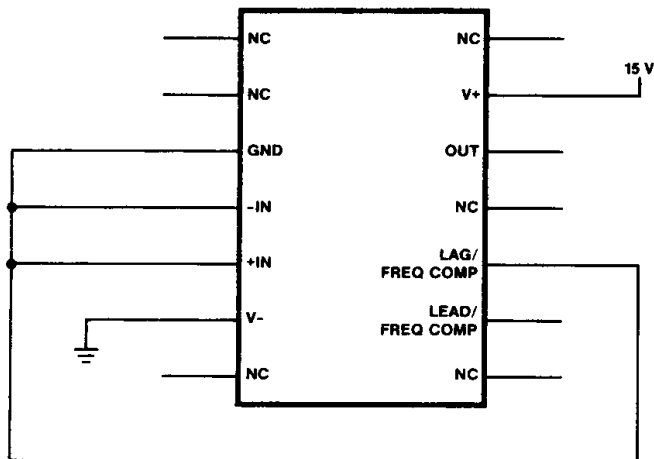 NC
NC
15 V
NC
V+
GND
OUT
-IN
NC
+IN
LAG/
FREQ COMP
V-
LEAD/
FREQ COMP
NC
NC